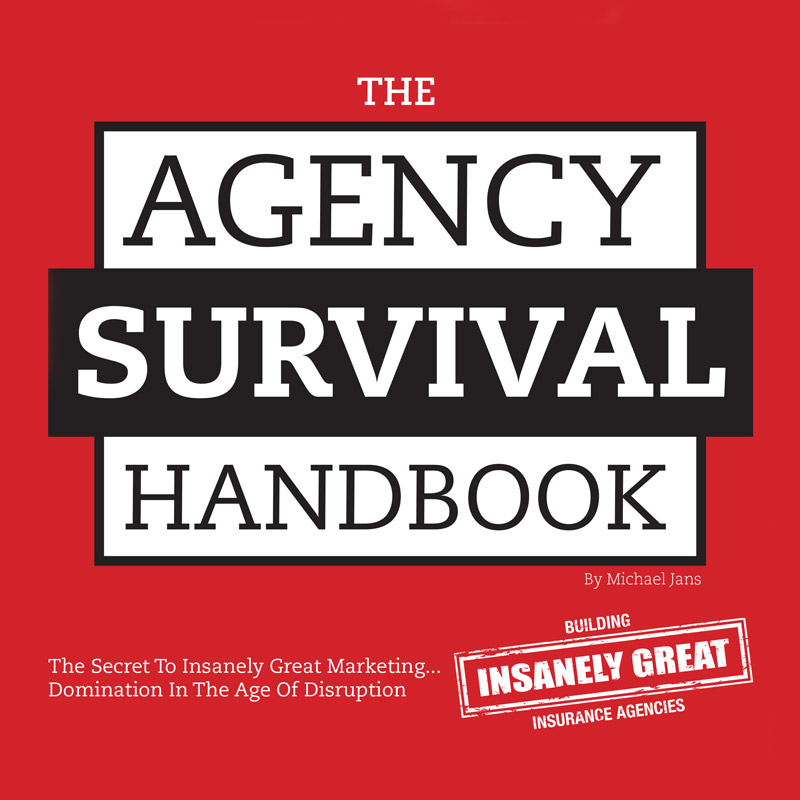 THE
AGENCY
SURVIVAL
HANDBOOK
By Michael Jans
The Secret To Insanely Great Marketing...
Domination In The Age Of Disruption
BUILDING
INSANELY GREAT
INSURANCE AGENCIES